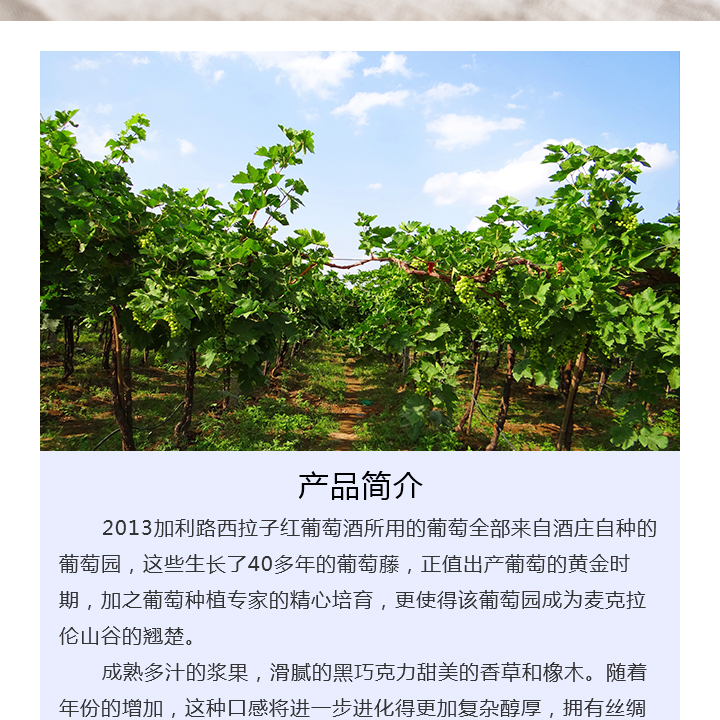 产品简介
2013加利路西拉子红葡萄酒所用的葡萄全部来自酒庄自种的
葡萄园，这些生长了40多年的葡萄藤，正值出产葡萄的黄金时
期，加之葡萄种植专家的精心培育，更使得该葡萄园成为麦克拉
伦山谷的翘楚。
成熟多汁的浆果，滑腻的黑巧克力甜美的香草和橡木。随着
年份的增加，这种口感将进一步进化得更加复杂醇厚，拥有丝绸